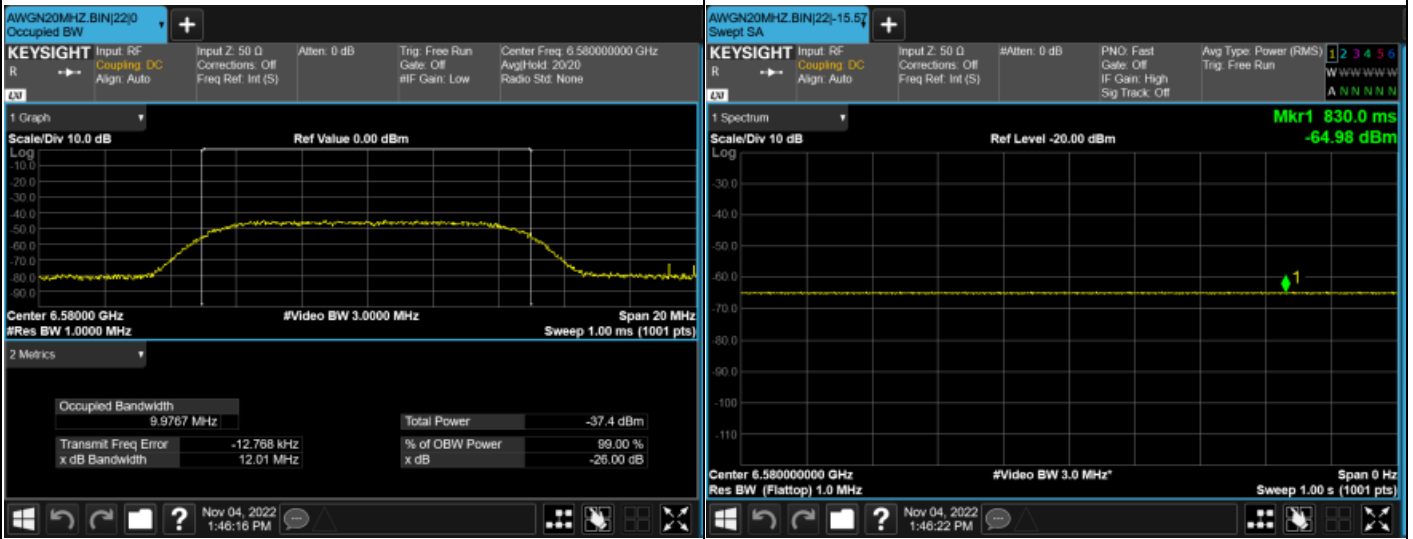 AWGN20MHZ.BIN|22|0
Occupied BW
KEYSIGHT
R
LXI
Input: RF
Coupling: DC
Align: Auto
Input Z: 50 Ω
Corrections: Off
Freq Ref: Int (S)
Atten: 0 dB
Trig: Free Run
Gate: Off
#IF Gain: Low
Center Freq: 6.580000000 GHz
Avg|Hold: 20/20
Radio Std: None
1 Graph
Scale/Div 10.0 dB
Ref Value 0.00 dBm
Log
-10.0
-20.0
-30.0
-40.0
-50.0
-60.0
-70.0
-80.0
-90.0
Center 6.58000 GHz
#Video BW 3.0000 MHz
Span 20 MHz
#Res BW 1.0000 MHz
Sweep 1.00 ms (1001 pts)
2 Metrics
Occupied Bandwidth
9.9767 MHz
Total Power -37.4 dBm
Transmit Freq Error -12.768 kHz
% of OBW Power 99.00 %
x dB Bandwidth 12.01 MHz
x dB -26.00 dB
Nov 04, 2022
1:46:16 PM
AWGN20MHZ.BIN|22|-15.57
Swept SA
KEYSIGHT
R
LXI
Input: RF
Coupling: DC
Align: Auto
Input Z: 50 Ω
Corrections: Off
Freq Ref: Int (S)
#Atten: 0 dB
PNO: Fast
Gate: Off
IF Gain: High
Sig Track: Off
Avg Type: Power (RMS)
Trig: Free Run
1 2 3 4 5 6
W W W W W W
A N N N N N
1 Spectrum
Scale/Div 10 dB
Ref Level -20.00 dBm
Mkr1 830.0 ms
-64.98 dBm
Log
-30.0
-40.0
-50.0
-60.0
1
-70.0
-80.0
-90.0
-100
-110
Center 6.580000000 GHz
#Video BW 3.0 MHz*
Span 0 Hz
Res BW (Flattop) 1.0 MHz
Sweep 1.00 s (1001 pts)
Nov 04, 2022
1:46:22 PM